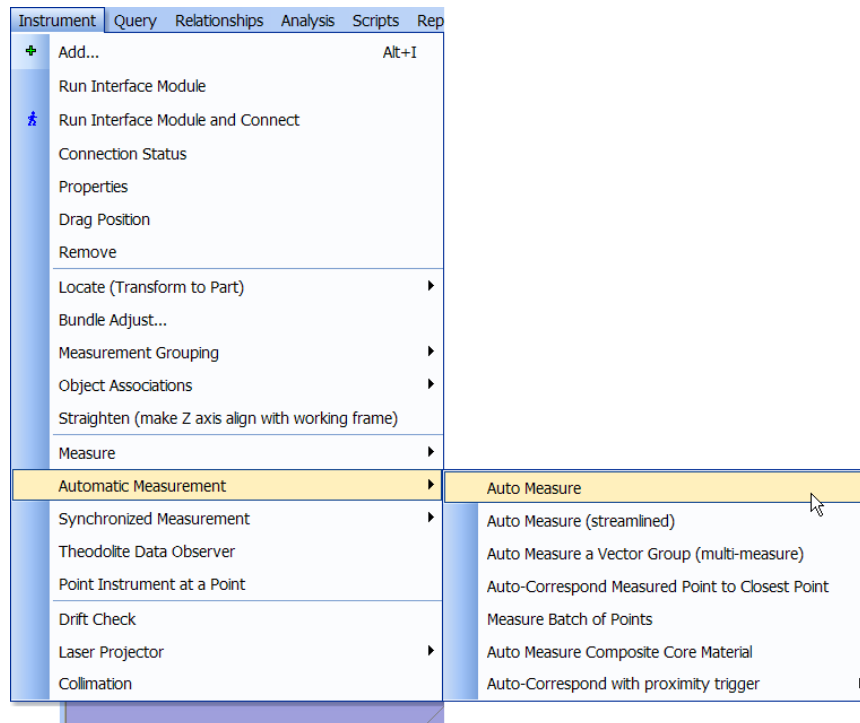 Instrument Query Relationships Analysis Scripts Rep
Add... Alt+I
Run Interface Module
Run Interface Module and Connect
Connection Status
Properties
Drag Position
Remove
Locate (Transform to Part)
Bundle Adjust...
Measurement Grouping
Object Associations
Straighten (make Z axis align with working frame)
Measure
Automatic Measurement
Synchronized Measurement
Theodolite Data Observer
Point Instrument at a Point
Drift Check
Laser Projector
Collimation
Auto Measure
Auto Measure (streamlined)
Auto Measure a Vector Group (multi-measure)
Auto-Correspond Measured Point to Closest Point
Measure Batch of Points
Auto Measure Composite Core Material
Auto-Correspond with proximity trigger